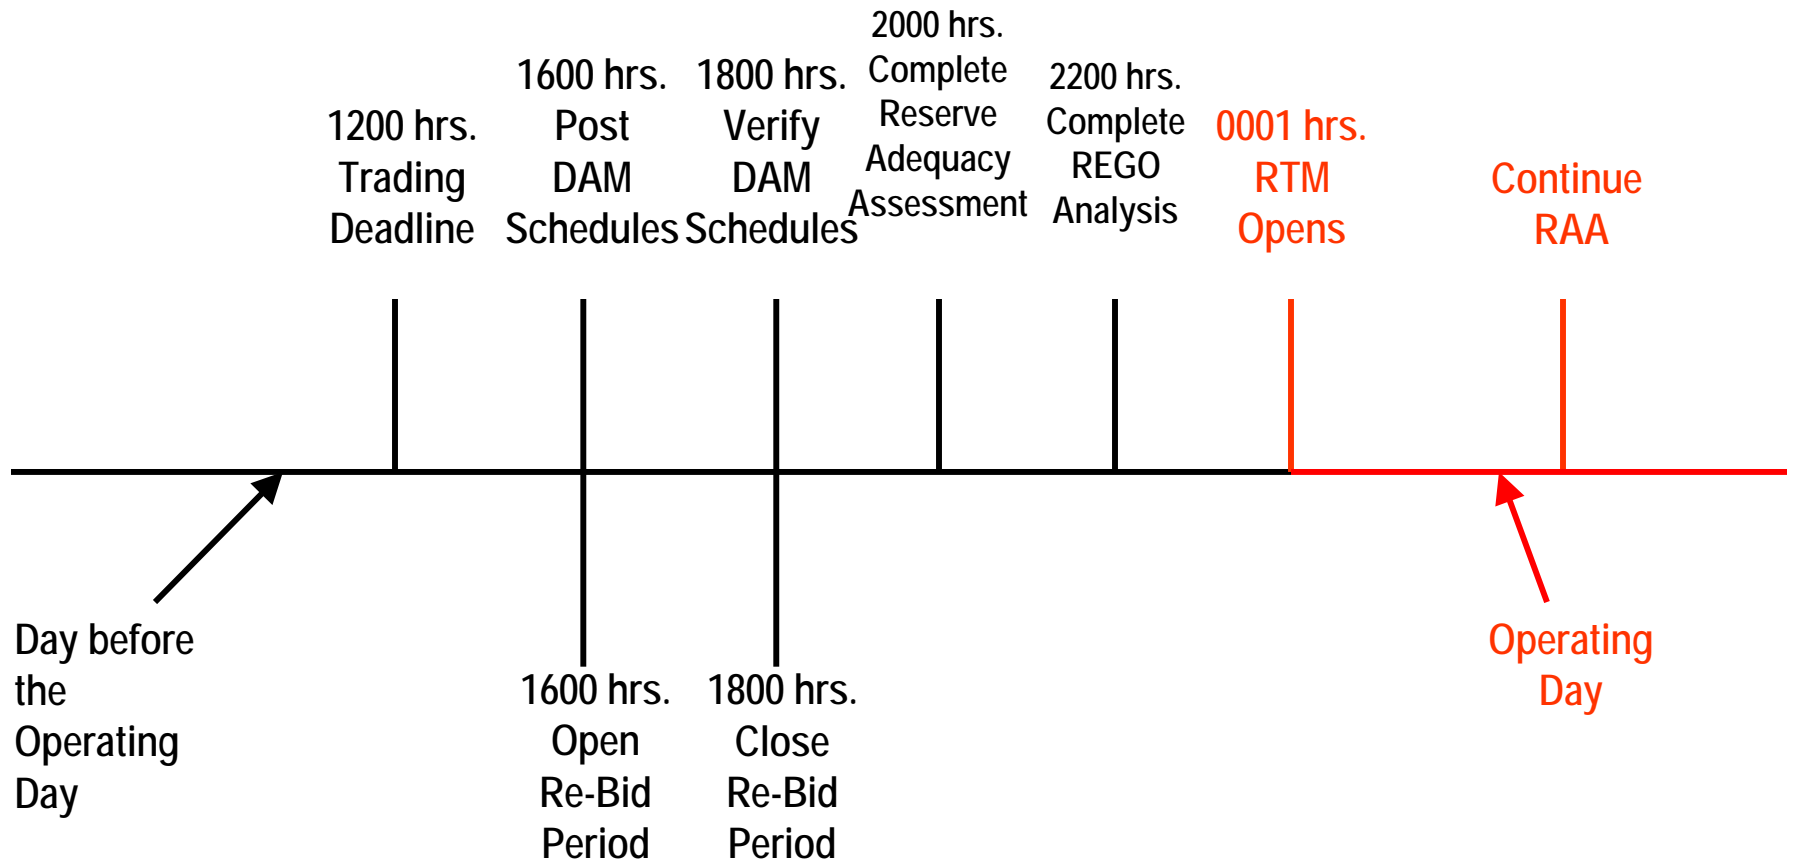 1200 hrs.
Trading
Deadline
1600 hrs.
Post
DAM
Schedules
1800 hrs.
Verify
DAM
Schedules
2000 hrs.
Complete
Reserve
Adequacy
Assessment
2200 hrs.
Complete
REGO
Analysis
0001 hrs.
RTM
Opens
Continue
RAA
Day before
the
Operating
Day
1600 hrs.
Open
Re-Bid
Period
1800 hrs.
Close
Re-Bid
Period
Operating
Day